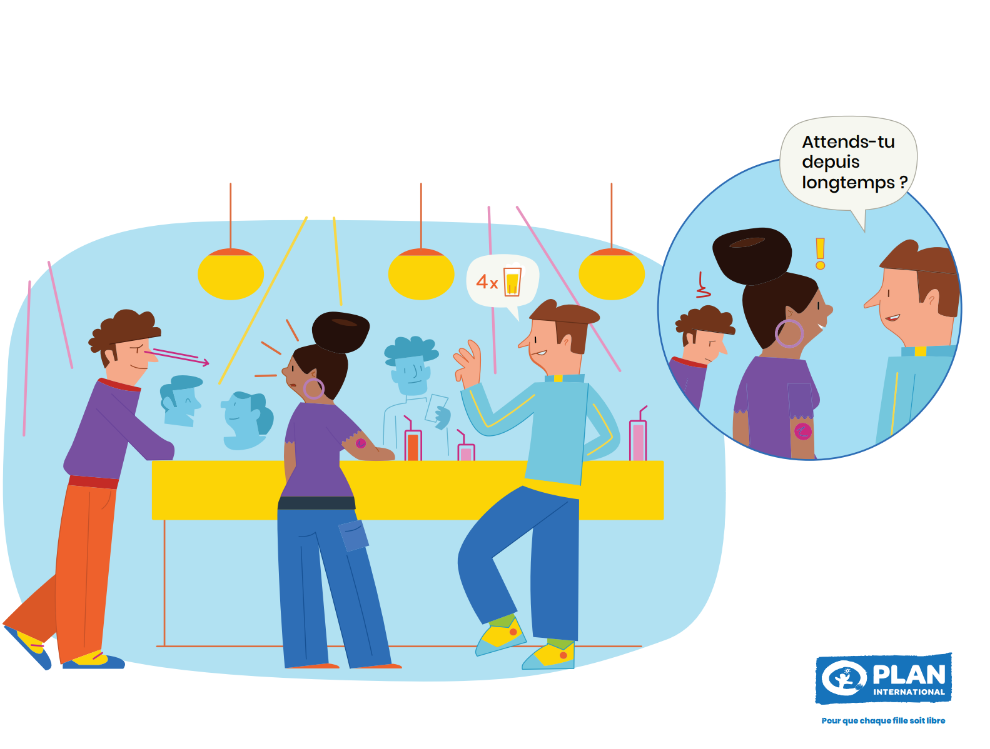 Attends-tu
depuis
longtemps ?
4x
PLAN
INTERNATIONAL
Pour que chaque fille soit libre